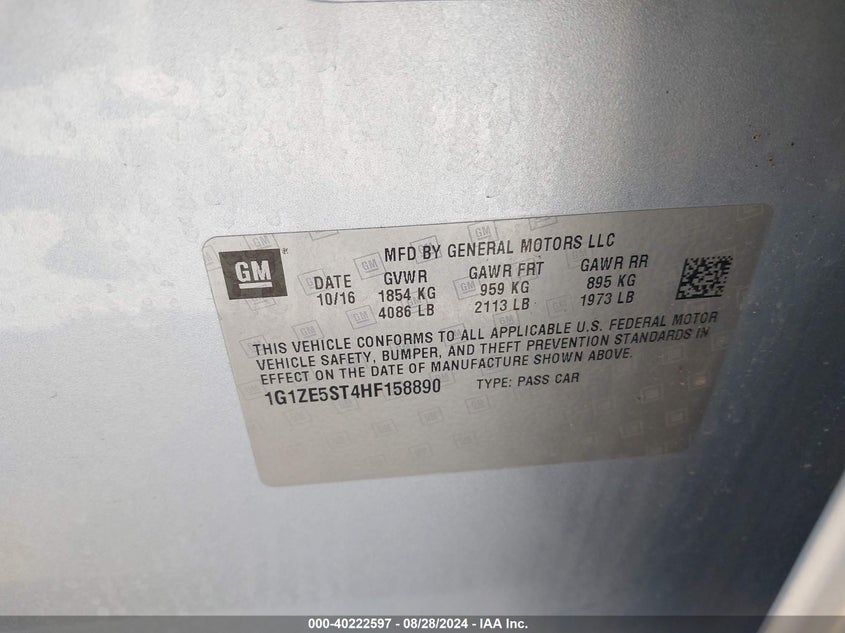 GM
MFD BY GENERAL MOTORS LLC
DATE GVWR GAWR FRT GAWR RR
10/16 1854 KG 959 KG 895 KG
4086 LB 2113 LB 1973 LB
THIS VEHICLE CONFORMS TO ALL APPLICABLE U.S. FEDERAL MOTOR
VEHICLE SAFETY, BUMPER, AND THEFT PREVENTION STANDARDS IN
EFFECT ON THE DATE OF MANUFACTURE SHOWN ABOVE.
1G1ZE5ST4HF158890 TYPE: PASS CAR
000-40222597 - 08/28/2024 - IAA Inc.